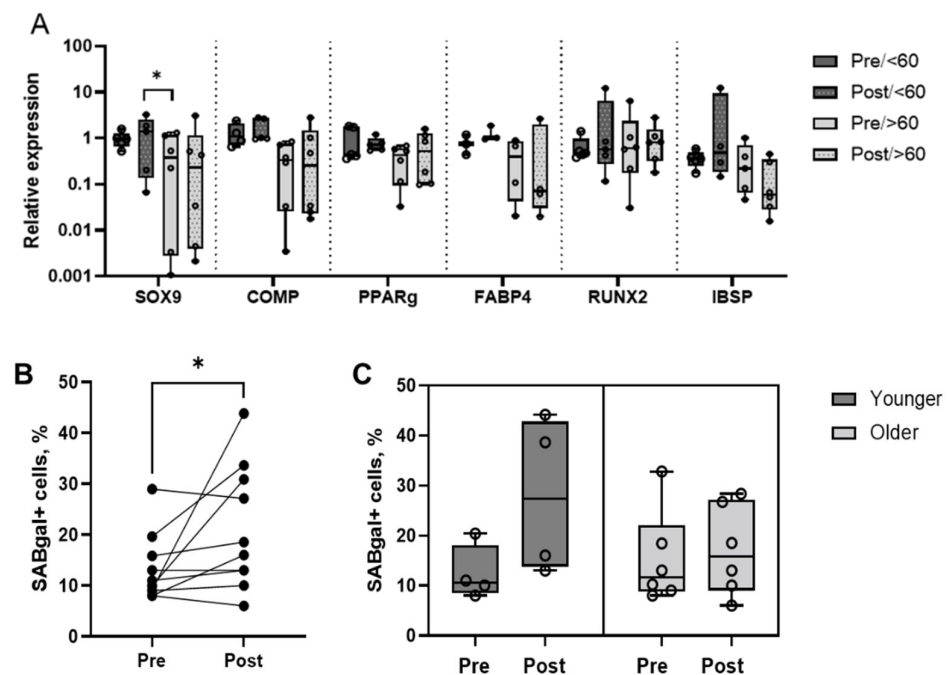 A
Relative expression
100
10
1
0.1
0.01
0.001
*
SOX9 COMP PPARg FABP4 RUNX2 IBSP
Pre/<60
Post/<60
Pre/>60
Post/>60
B
SABgal+ cells, %
50
40
30
20
10
0
*
Pre Post
C
SABgal+ cells, %
50
40
30
20
10
0
Pre Post Pre Post
Younger
Older